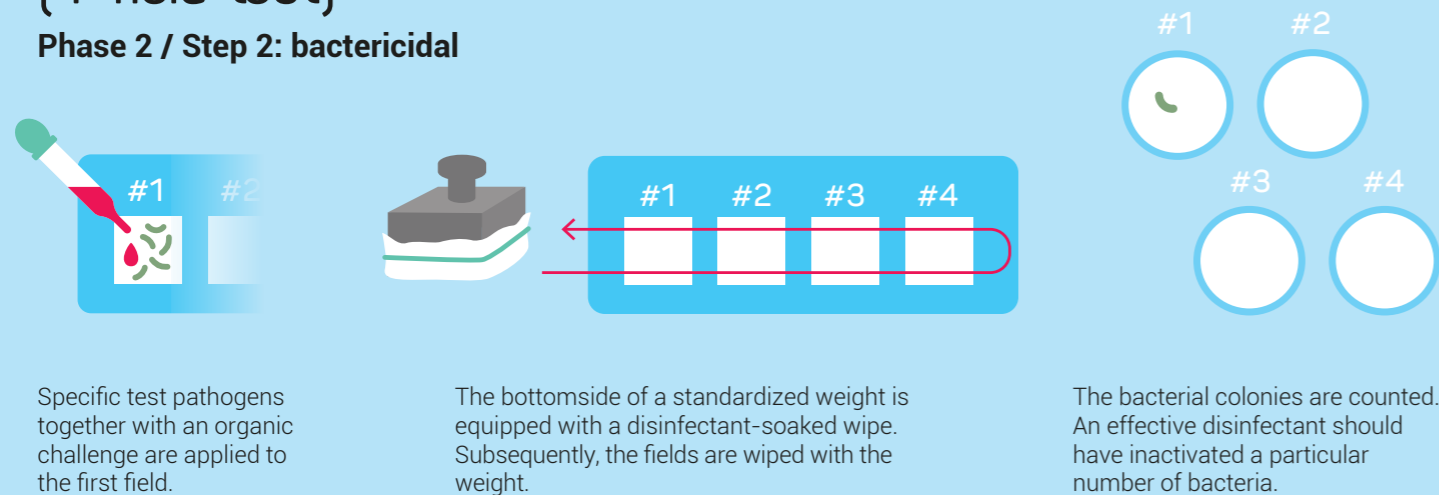 Phase 2 / Step 2: bactericidal
#1 #2
#1 #2 #3 #4
#1 #2
#3 #4
Specific test pathogens
together with an organic
challenge are applied to
the first field.
The bottomside of a standardized weight is
equipped with a disinfectant-soaked wipe.
Subsequently, the fields are wiped with the
weight.
The bacterial colonies are counted.
An effective disinfectant should
have inactivated a particular
number of bacteria.